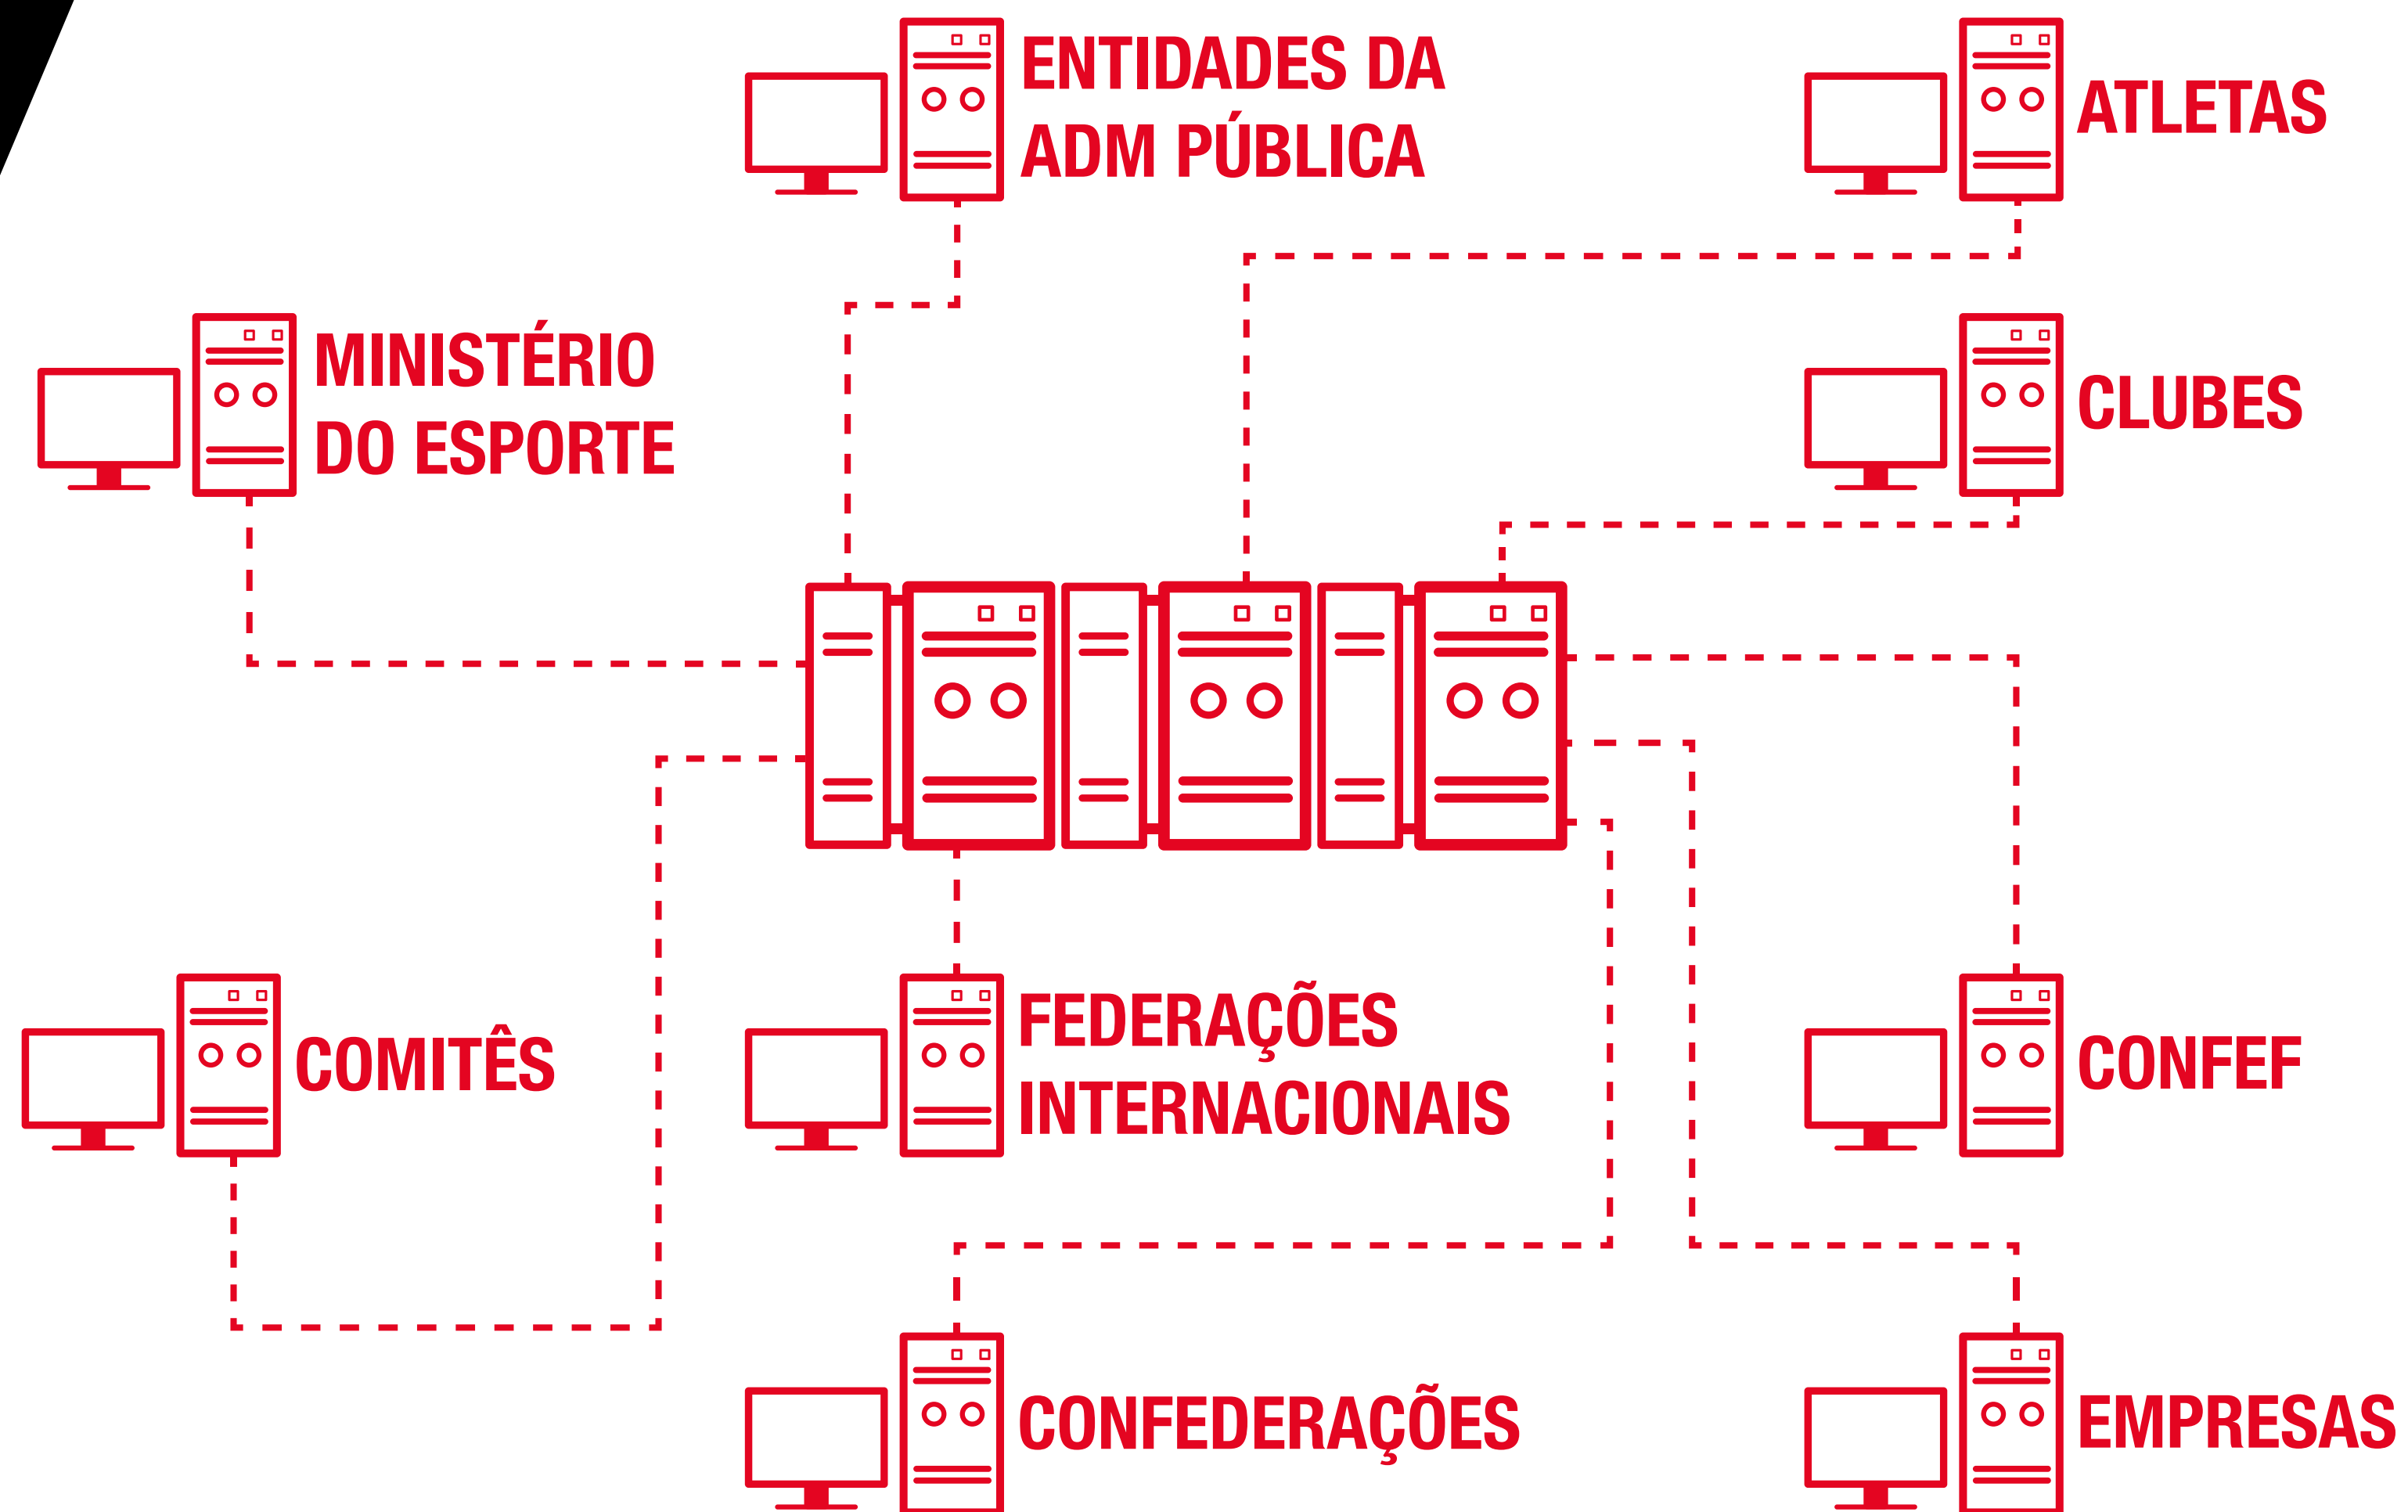 ENTIDADES DA
ADM PÚBLICA
ATLETAS
MINISTÉRIO
DO ESPORTE
CLUBES
COMITÊS
FEDERAÇÕES
INTERNACIONAIS
CONFEF
CONFEDERAÇÕES
EMPRESAS